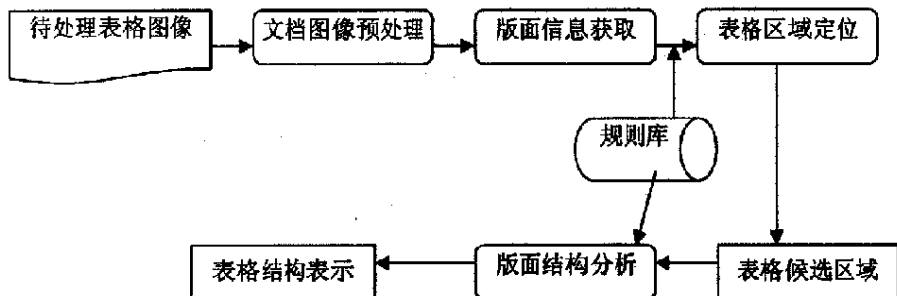 待处理表格图像
文档图像预处理
版面信息获取
表格区域定位
规则库
表格结构表示
版面结构分析
表格候选区域